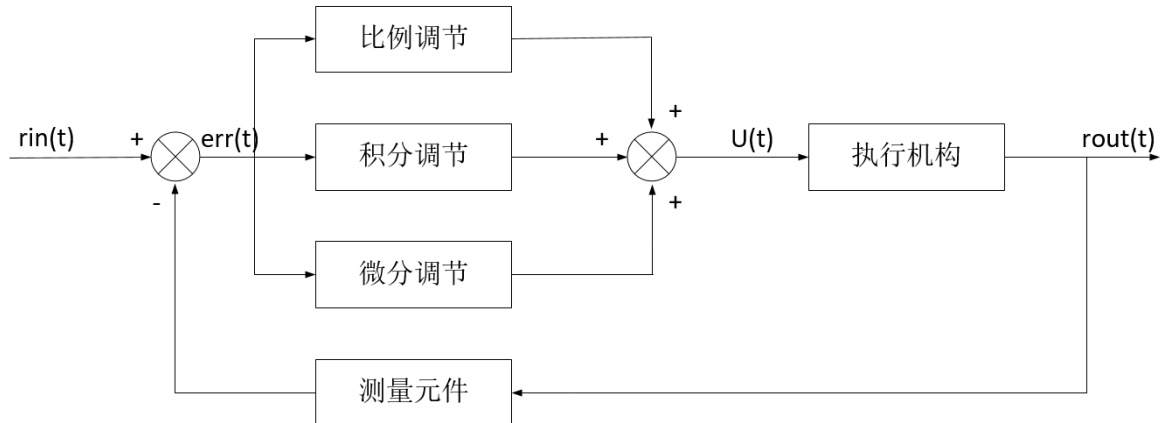 比例调节
+
rin(t)
+
err(t)
积分调节
+
U(t)
执行机构
rout(t)
-
+
微分调节
测量元件